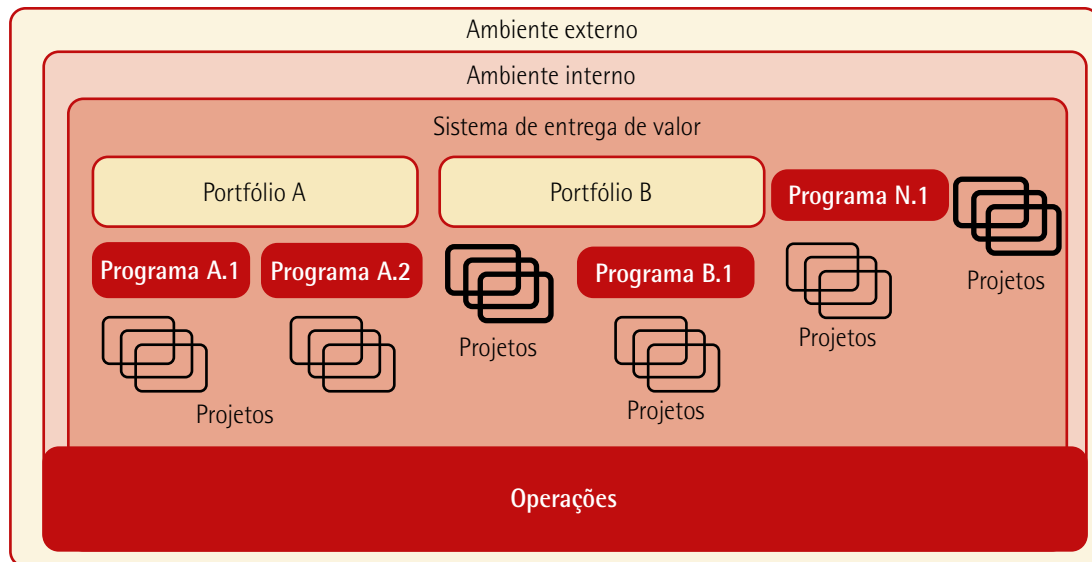 Ambiente externo
Ambiente interno
Sistema de entrega de valor
Portfólio A
Portfólio B
Programa N.1
Programa A.1
Programa A.2
Programa B.1
Projetos
Projetos
Projetos
Projetos
Projetos
Operações